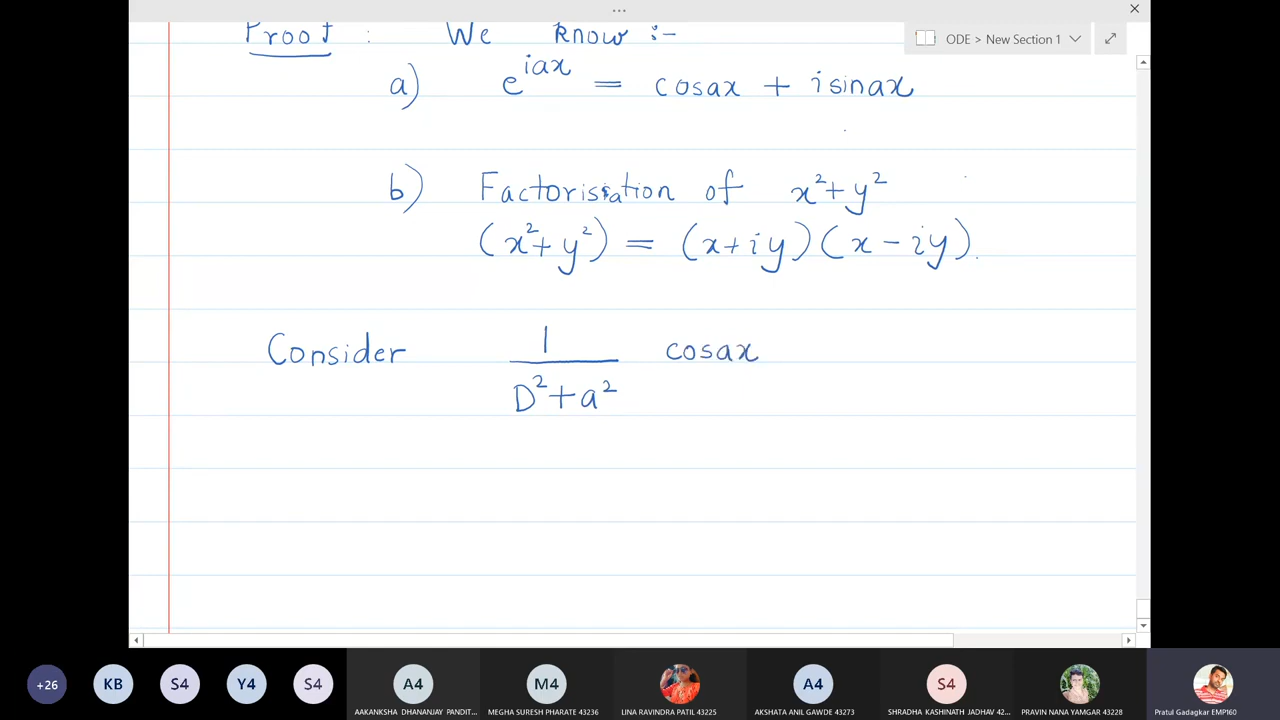 ...
ODE > New Section 1
Proof : We know :-
a) e^{iax} = cosax + isinax
b) Factorisiation of x² + y²
(x² + y²) = (x + iy)(x - iy).
Consider 1/(D² + a²) cosax
+26 KB S4 Y4 S4 A4 M4 A4 S4
AAKANKSHA DHANANJAY PANDIT... MEGHA SURESH PHARATE 43236 LINA RAVINDRA PATIL 43225 AKSHATA ANIL GAWDE 43273 SHRADHA KASHINATH JADHAV 42... PRAVIN NANA YAMGAR 43228 Pratul Gadagkar EMP160